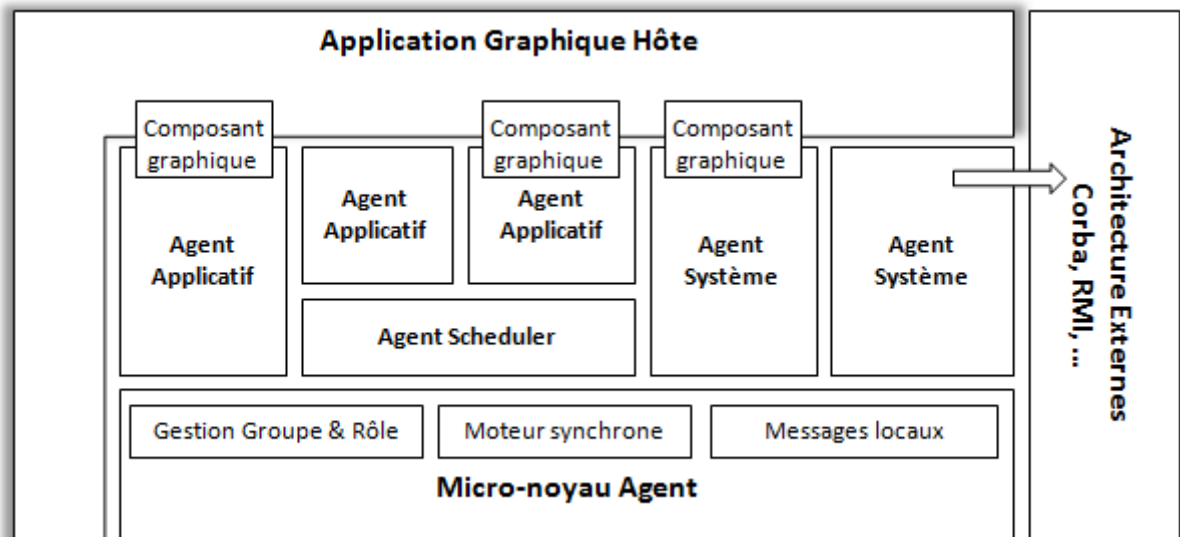 Application Graphique Hôte
Composant
graphique
Composant
graphique
Composant
graphique
Agent
Applicatif
Agent
Applicatif
Agent
Applicatif
Agent
Système
Agent
Système
Agent Scheduler
Gestion Groupe & Rôle
Moteur synchrone
Messages locaux
Micro-noyau Agent
Architecture Externes
Corba, RMI, ...